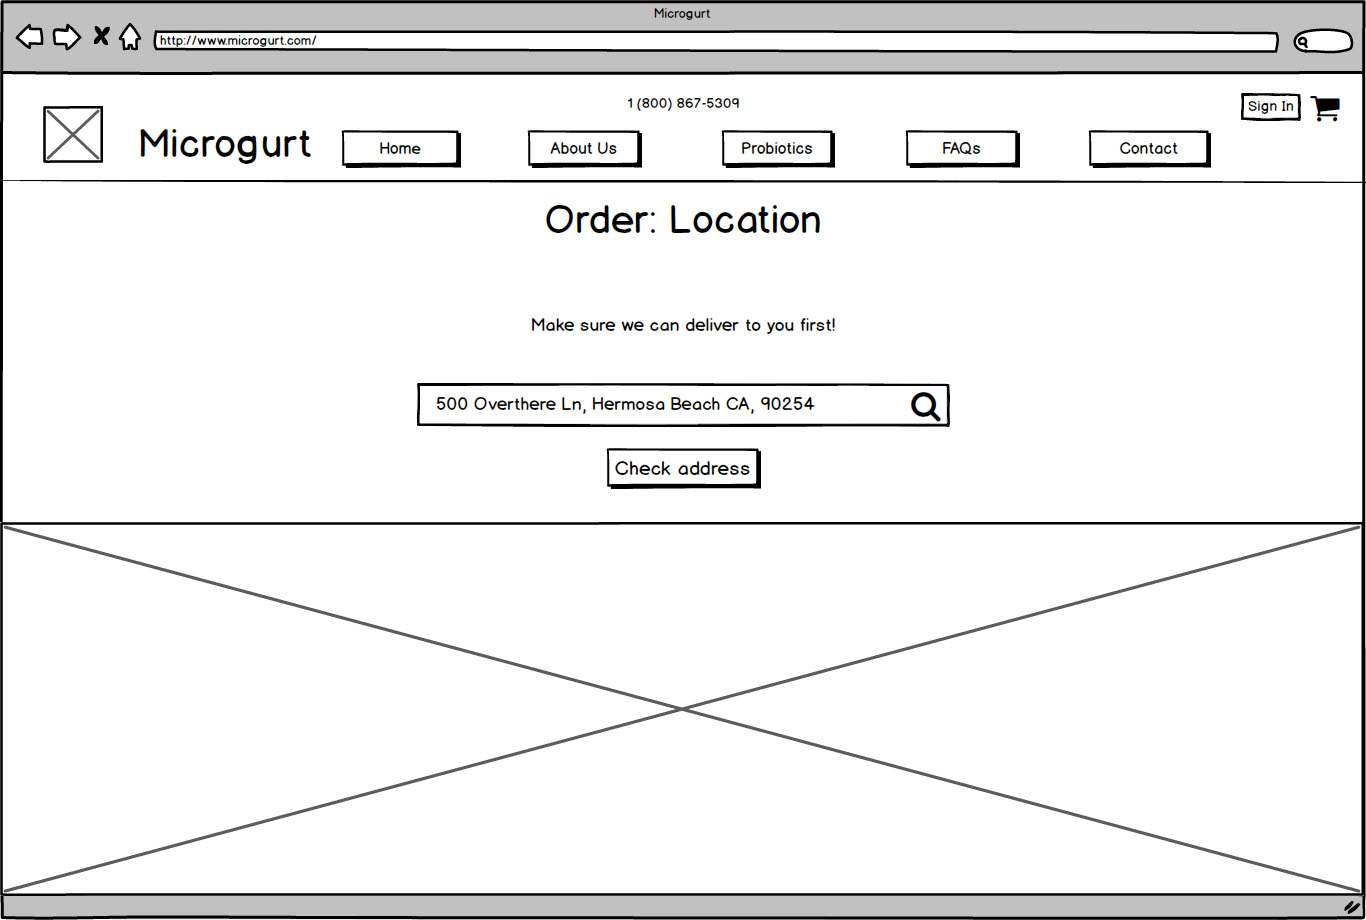 Microgurt
http://www.microgurt.com/
1 (800) 867-5309
Sign In
Microgurt
Home
About Us
Probiotics
FAQs
Contact
Order: Location
Make sure we can deliver to you first!
500 Overthere Ln, Hermosa Beach CA, 90254
Check address